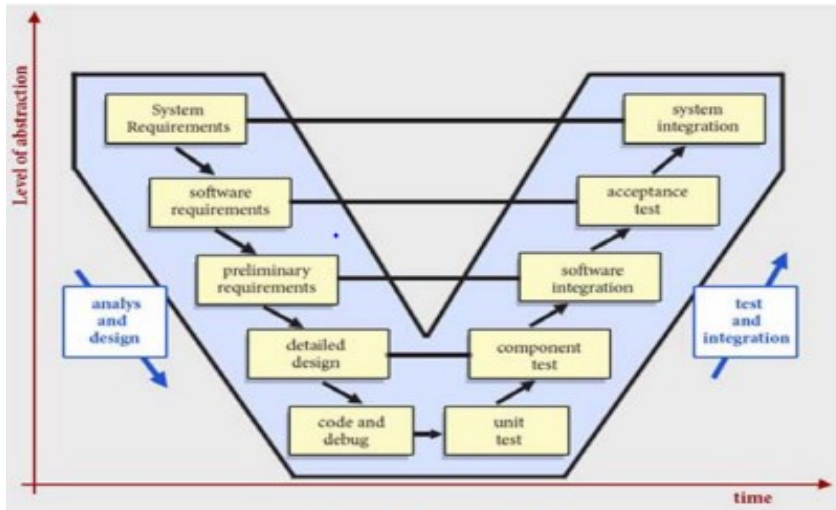 Level of abstraction
System
Requirements
system
integration
software
requirements
acceptance
test
preliminary
requirements
software
integration
analys
and
design
test
and
integration
detailed
design
component
test
code and
debug
unit
test
time